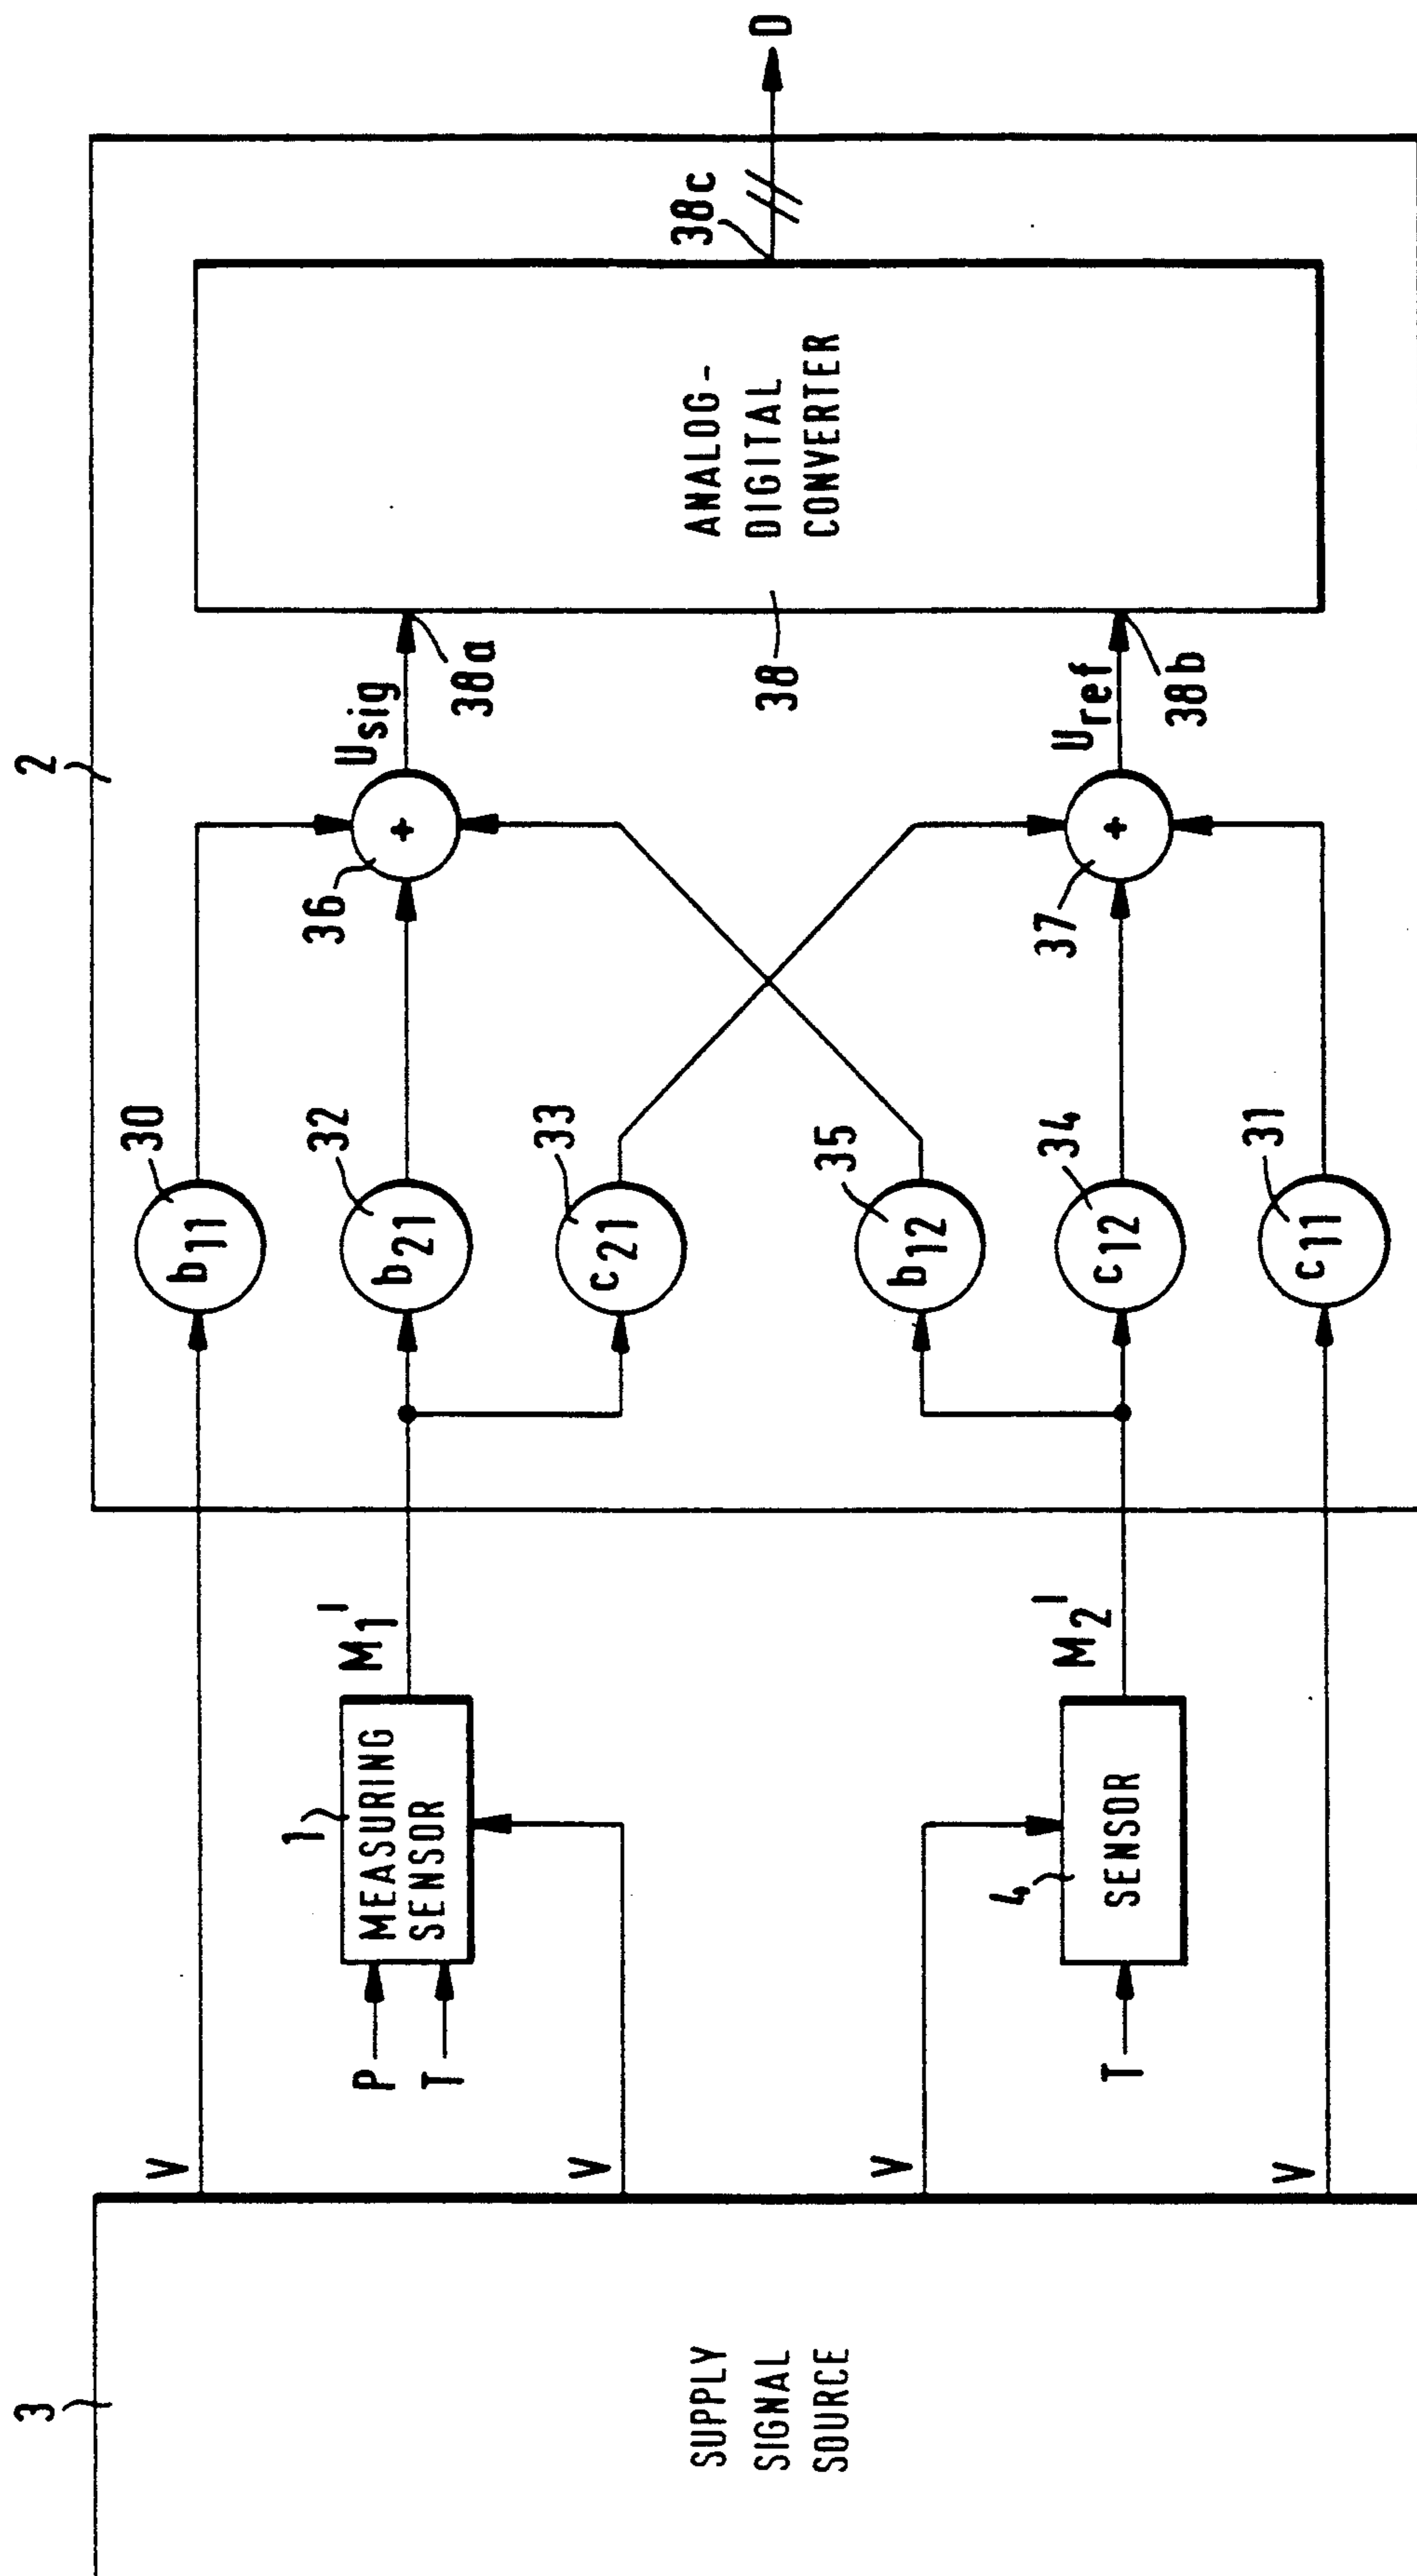 3
SUPPLY
SIGNAL
SOURCE
V
V
V
V
P
T
1
MEASURING
SENSOR
M1'
T
4
SENSOR
M2'
2
b11
30
b21
32
c21
33
b12
35
c12
34
c11
31
36
+
Usig
38a
37
+
Uref
38b
38
ANALOG-
DIGITAL
CONVERTER
38c
D